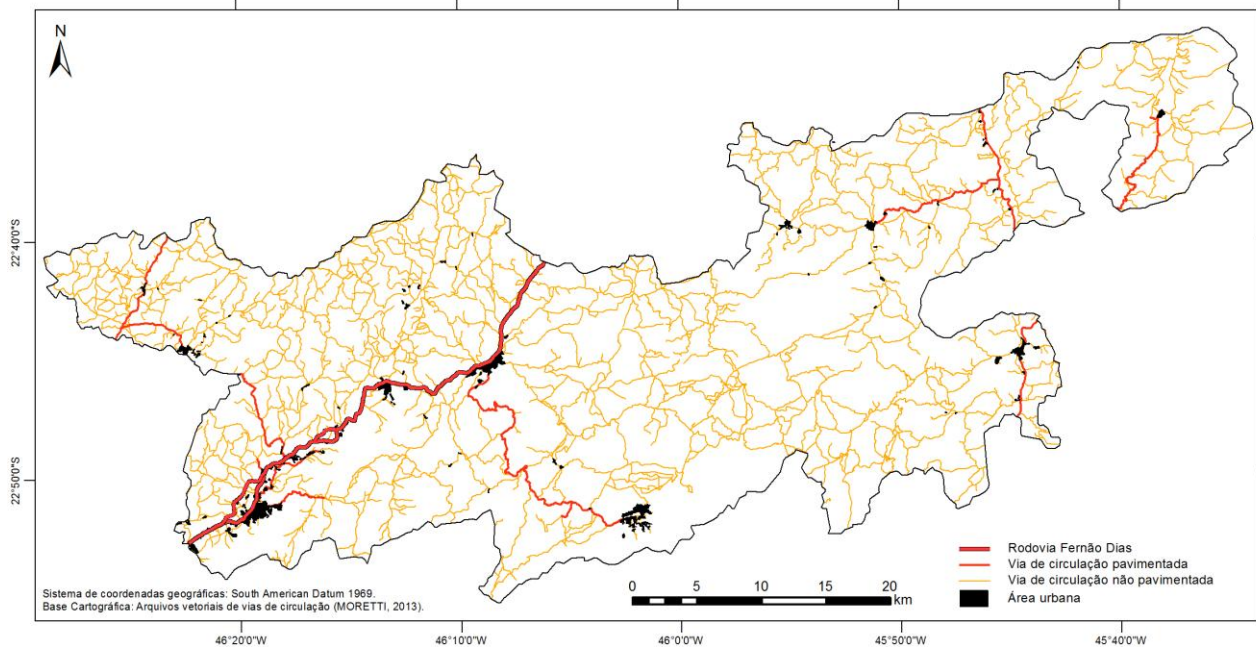 N
22°40'0"S
22°50'0"S
Rodovia Fernão Dias
Via de circulação pavimentada
Via de circulação não pavimentada
Área urbana
0 5 10 15 20
km
Sistema de coordenadas geográficas: South American Datum 1969.
Base Cartográfica: Arquivos vetoriais de vias de circulação (MORETTI, 2013).
46°20'0"W 46°10'0"W 46°0'0"W 45°50'0"W 45°40'0"W